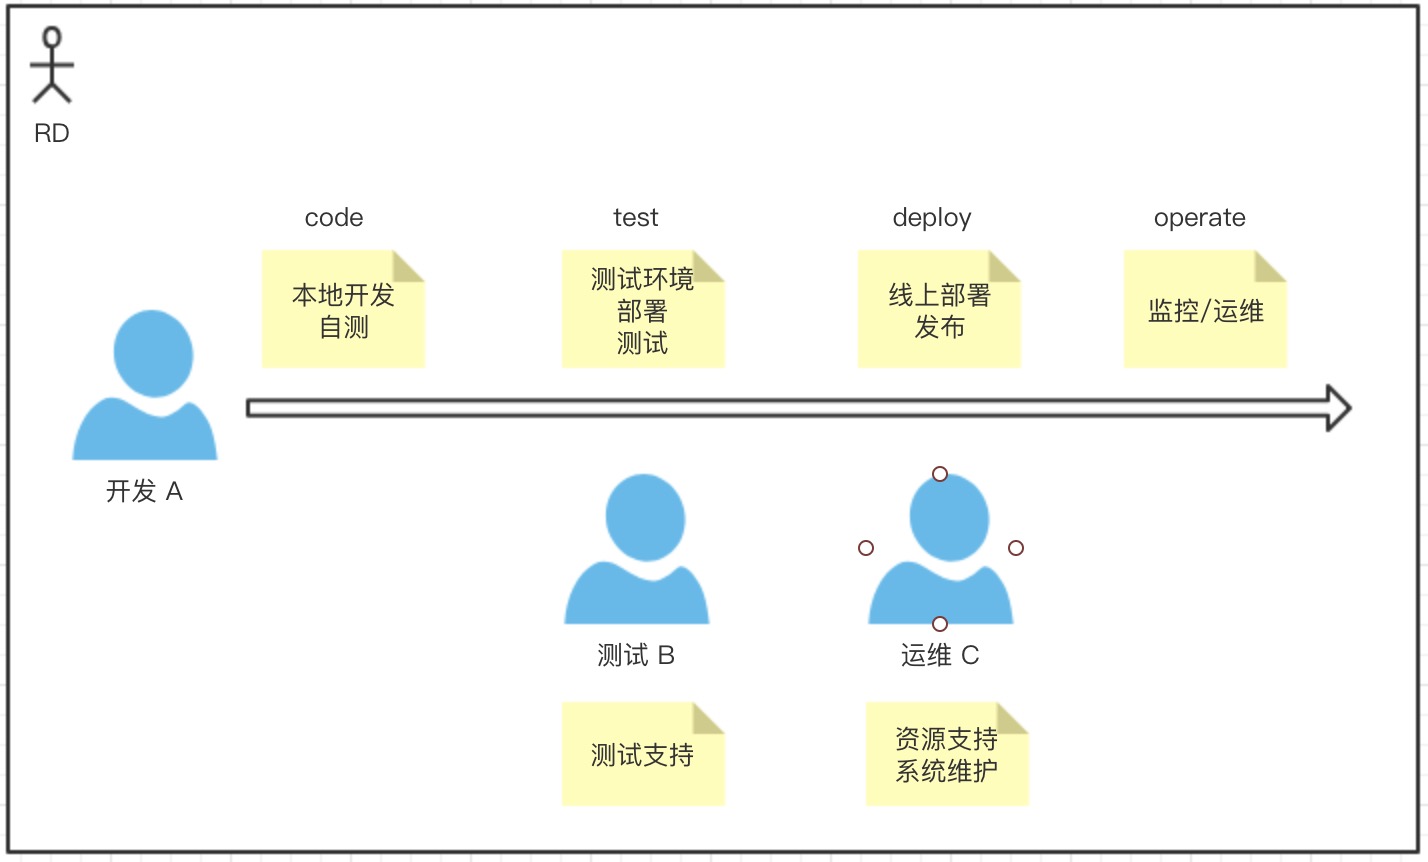 RD
code
test
deploy
operate
本地开发
自测
测试环境
部署
测试
线上部署
发布
监控/运维
开发 A
测试 B
运维 C
测试支持
资源支持
系统维护